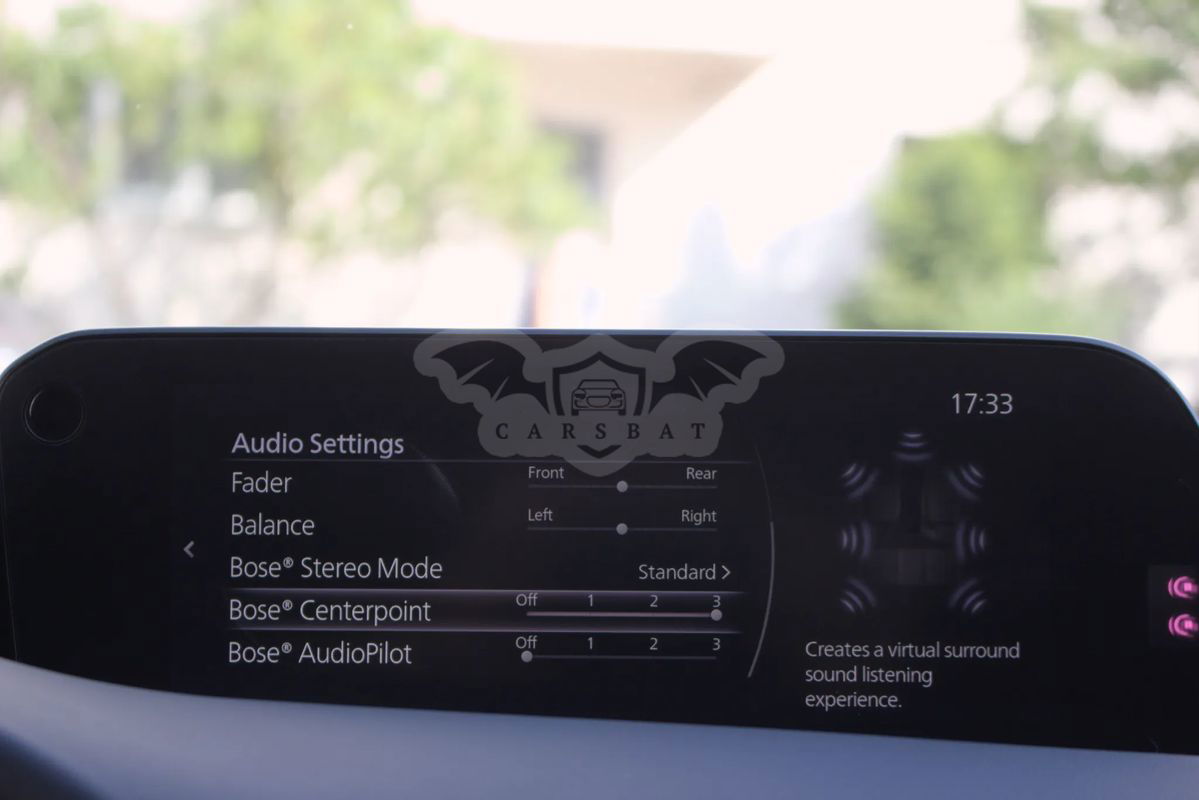 CARSBAT
17:33
Audio Settings
Fader Front Rear
Balance Left Right
Bose® Stereo Mode Standard >
Bose® Centerpoint Off 1 2 3
Bose® AudioPilot Off 1 2 3
Creates a virtual surround
sound listening
experience.